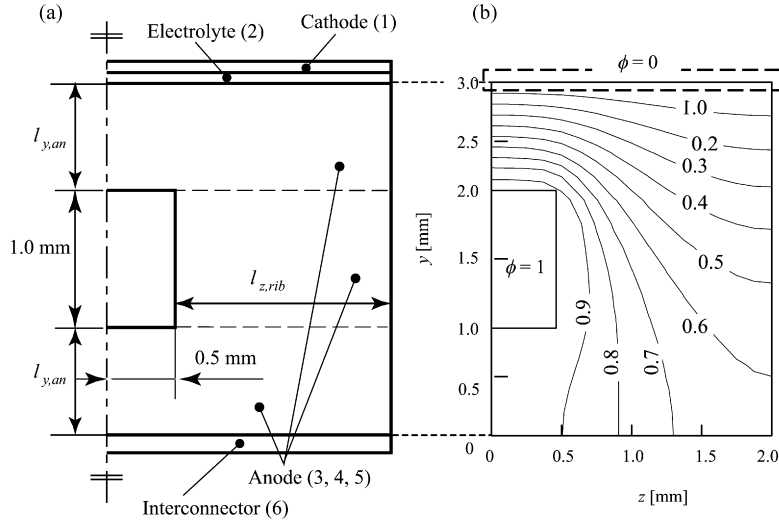 (a)
Cathode (1)
Electrolyte (2)
l y,an
1.0 mm
l z,rib
0.5 mm
l y,an
Anode (3, 4, 5)
Interconnector (6)
(b)
ϕ = 0
3.0
2.5
2.0
1.5
1.0
0.5
0
y [mm]
0.1
0.2
0.3
0.4
0.5
0.6
0.7
0.8
0.9
ϕ = 1
0
0.5
1.0
1.5
2.0
z [mm]